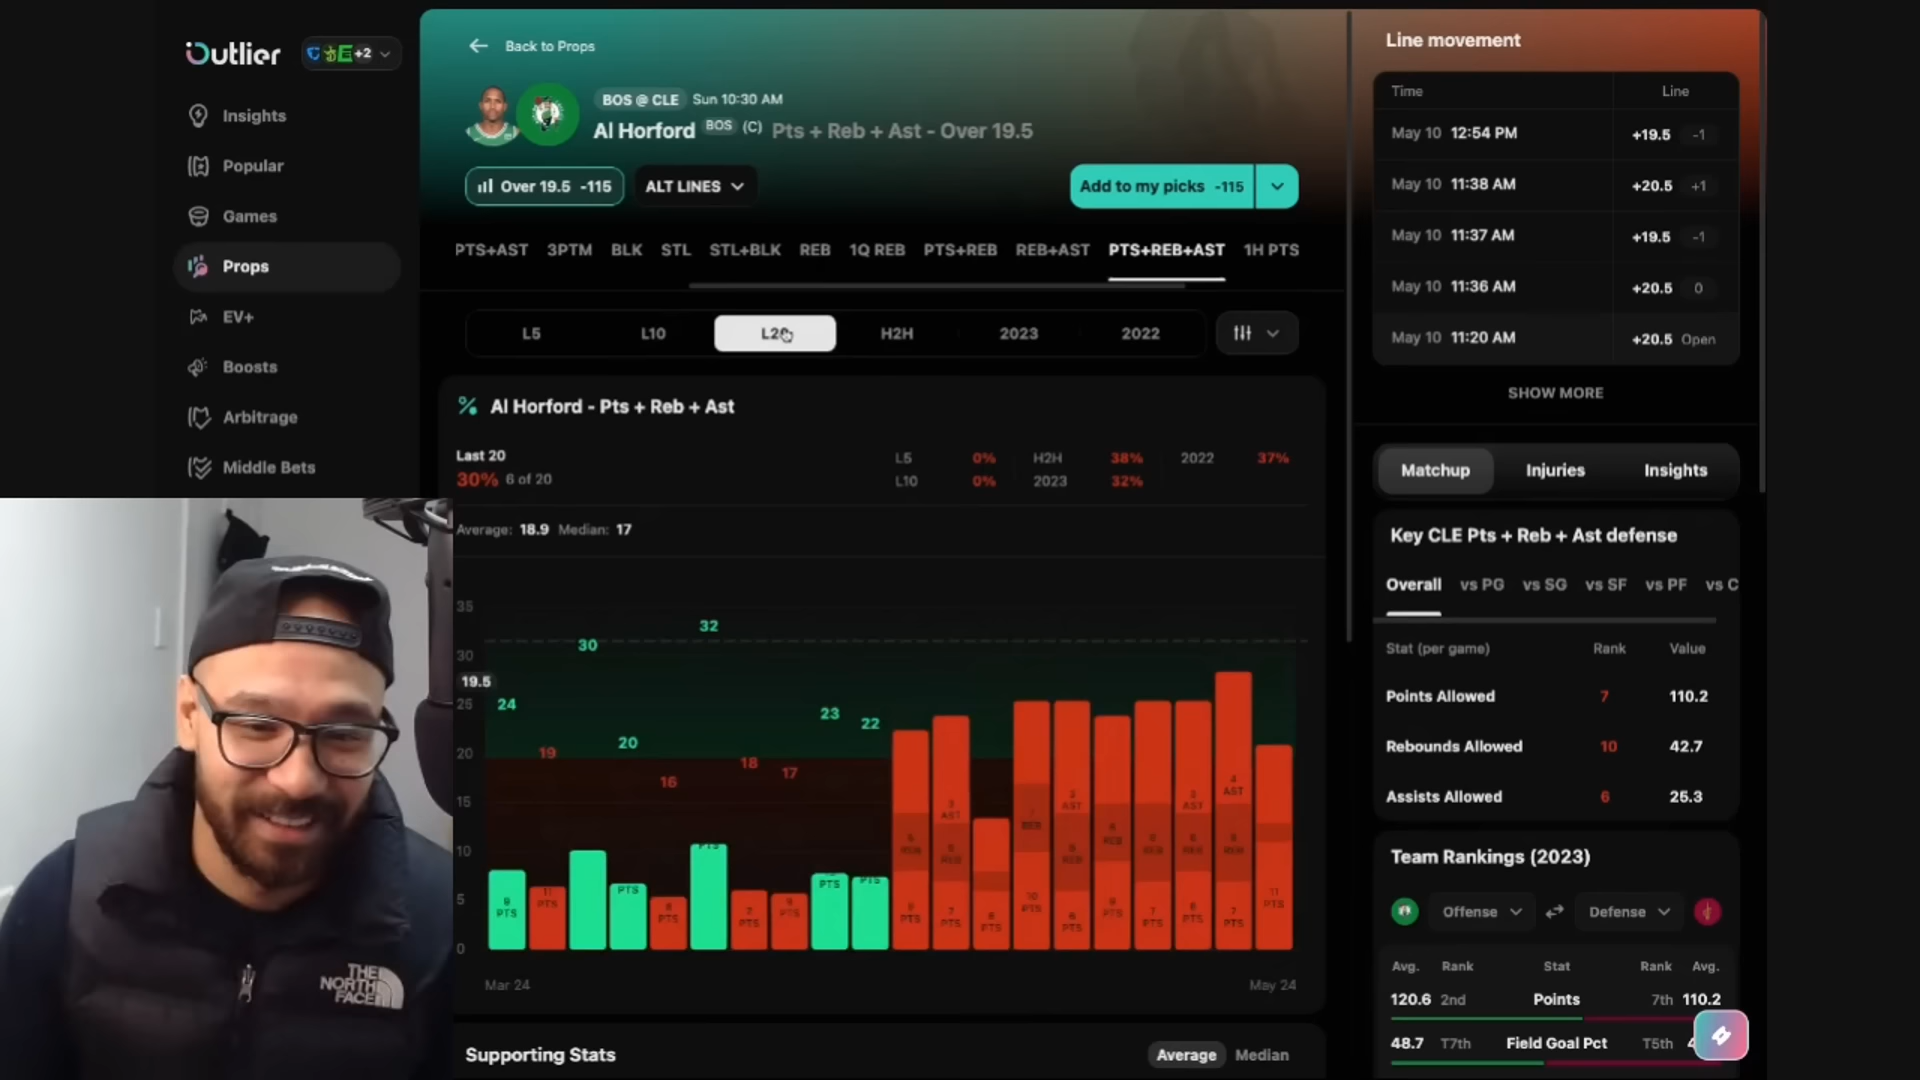 Outlier
+2
Insights
Popular
Games
Props
EV+
Boosts
Arbitrage
Middle Bets
Back to Props
BOS @ CLE Sun 10:30 AM
Al Horford BOS (C) Pts + Reb + Ast - Over 19.5
Over 19.5 -115
ALT LINES
Add to my picks -115
PTS+AST 3PTM BLK STL STL+BLK REB 1Q REB PTS+REB REB+AST PTS+REB+AST 1H PTS
L5 L10 L20 H2H 2023 2022
Al Horford - Pts + Reb + Ast
Last 20
30% 6 of 20
L5 0% H2H 38% 2022 37%
L10 0% 2023 32%
Average: 18.9 Median: 17
35
30
19.5
25
20
15
10
5
0
24 19 30 20 16 32 18 17 23 22
Mar 24
May 24
Supporting Stats
Average Median
Line movement
Time Line
May 10 12:54 PM +19.5 -1
May 10 11:38 AM +20.5 +1
May 10 11:37 AM +19.5 -1
May 10 11:36 AM +20.5 0
May 10 11:20 AM +20.5 Open
SHOW MORE
Matchup Injuries Insights
Key CLE Pts + Reb + Ast defense
Overall vs PG vs SG vs SF vs PF vs C
Stat (per game) Rank Value
Points Allowed 7 110.2
Rebounds Allowed 10 42.7
Assists Allowed 6 25.3
Team Rankings (2023)
Offense Defense
Avg. Rank Stat Rank Avg.
120.6 2nd Points 7th 110.2
48.7 T7th Field Goal Pct T5th
THE
NORTH
FACE